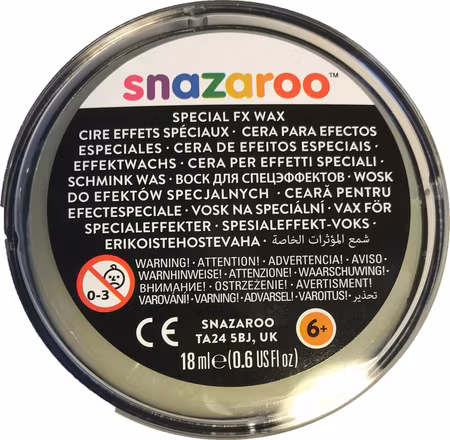 snazaroo™
SPECIAL FX WAX
CIRE EFFETS SPÉCIAUX · CERA PARA EFECTOS
ESPECIALES · CERA DE EFEITOS ESPECIAIS ·
EFFEKTWACHS · CERA PER EFFETTI SPECIALI ·
SCHMINK WAS · ВОСК ДЛЯ СПЕЦЭФФЕКТОВ · WOSK
DO EFEKTÓW SPECJALNYCH · CEARĂ PENTRU
EFECTESPECIALE · VOSK NA SPECIÁLNÍ · VAX FÖR
SPECIALEFFEKTER · SPESIALEFFEKT-VOKS ·
ERIKOISTEHOSTEVAHA · شمع المؤثرات الخاصة
WARNING! · ATTENTION! · ADVERTENCIA! · AVISO ·
WARNHINWEISE! · ATTENZIONE! · WAARSCHUWING! ·
ВНИМАНИЕ! · OSTRZEŻENIE! · AVERTISMENT!
VAROVÁNÍ! · VARNING! · ADVARSEL! · VAROITUS! · تحذير
0-3
CE
SNAZAROO
TA24 5BJ, UK
6+
18 ml ℮ (0.6 US Fl oz)